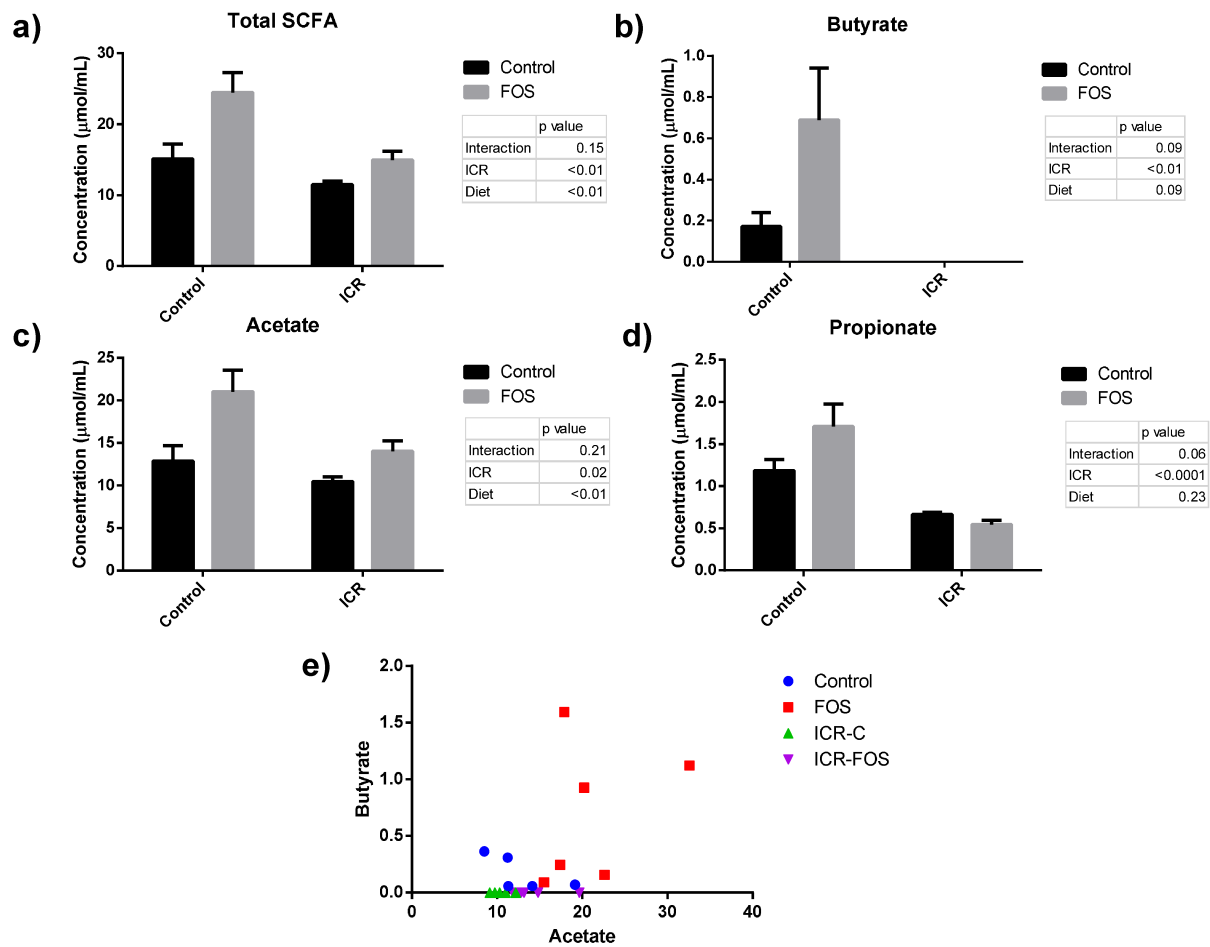 a)
Total SCFA
Concentration (μmol/mL)
30
20
10
0
Control
ICR
Control
FOS
p value
Interaction 0.15
ICR <0.01
Diet <0.01
b)
Butyrate
Concentration (μmol/mL)
1.0
0.8
0.6
0.4
0.2
0.0
Control
ICR
Control
FOS
p value
Interaction 0.09
ICR <0.01
Diet 0.09
c)
Acetate
Concentration (μmol/mL)
25
20
15
10
5
0
Control
ICR
Control
FOS
p value
Interaction 0.21
ICR 0.02
Diet <0.01
d)
Propionate
Concentration (μmol/mL)
2.5
2.0
1.5
1.0
0.5
0.0
Control
ICR
Control
FOS
p value
Interaction 0.06
ICR <0.0001
Diet 0.23
e)
Butyrate
2.0
1.5
1.0
0.5
0.0
0 10 20 30 40
Acetate
Control
FOS
ICR-C
ICR-FOS